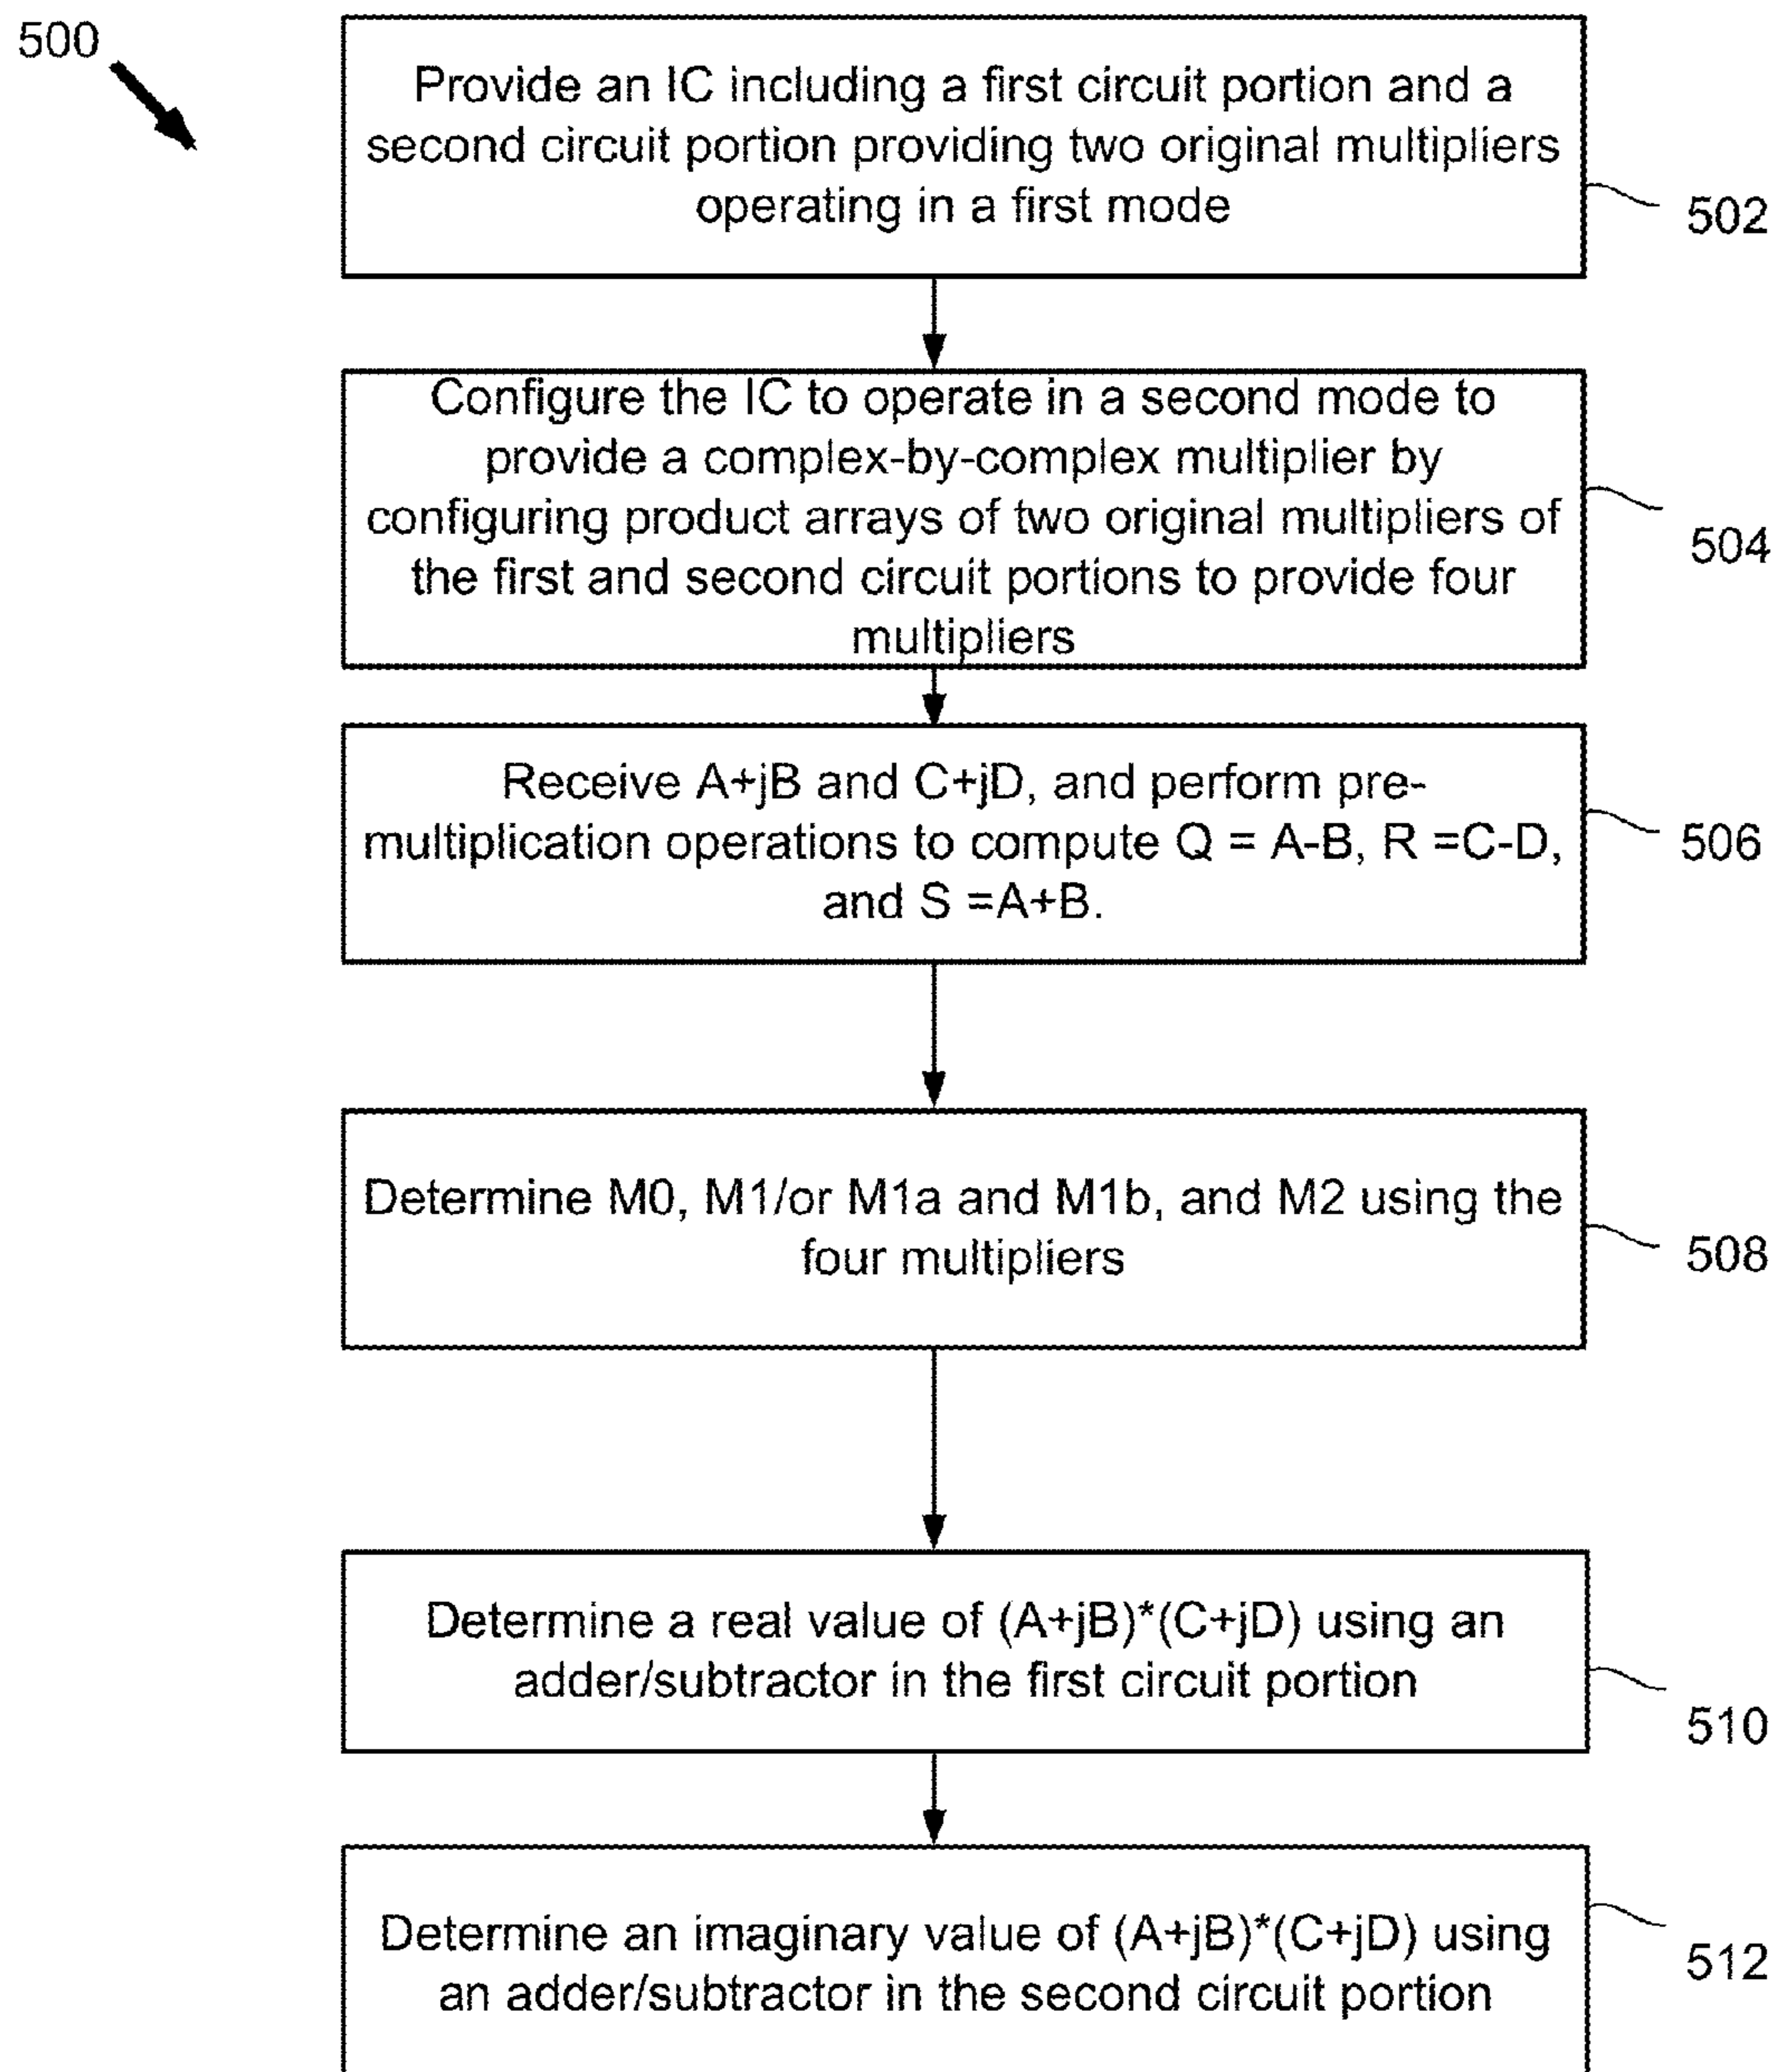 500
Provide an IC including a first circuit portion and a
second circuit portion providing two original multipliers
operating in a first mode
502
Configure the IC to operate in a second mode to
provide a complex-by-complex multiplier by
configuring product arrays of two original multipliers of
the first and second circuit portions to provide four
multipliers
504
Receive A+jB and C+jD, and perform pre-
multiplication operations to compute Q = A-B, R =C-D,
and S =A+B.
506
Determine M0, M1/or M1a and M1b, and M2 using the
four multipliers
508
Determine a real value of (A+jB)*(C+jD) using an
adder/subtractor in the first circuit portion
510
Determine an imaginary value of (A+jB)*(C+jD) using
an adder/subtractor in the second circuit portion
512